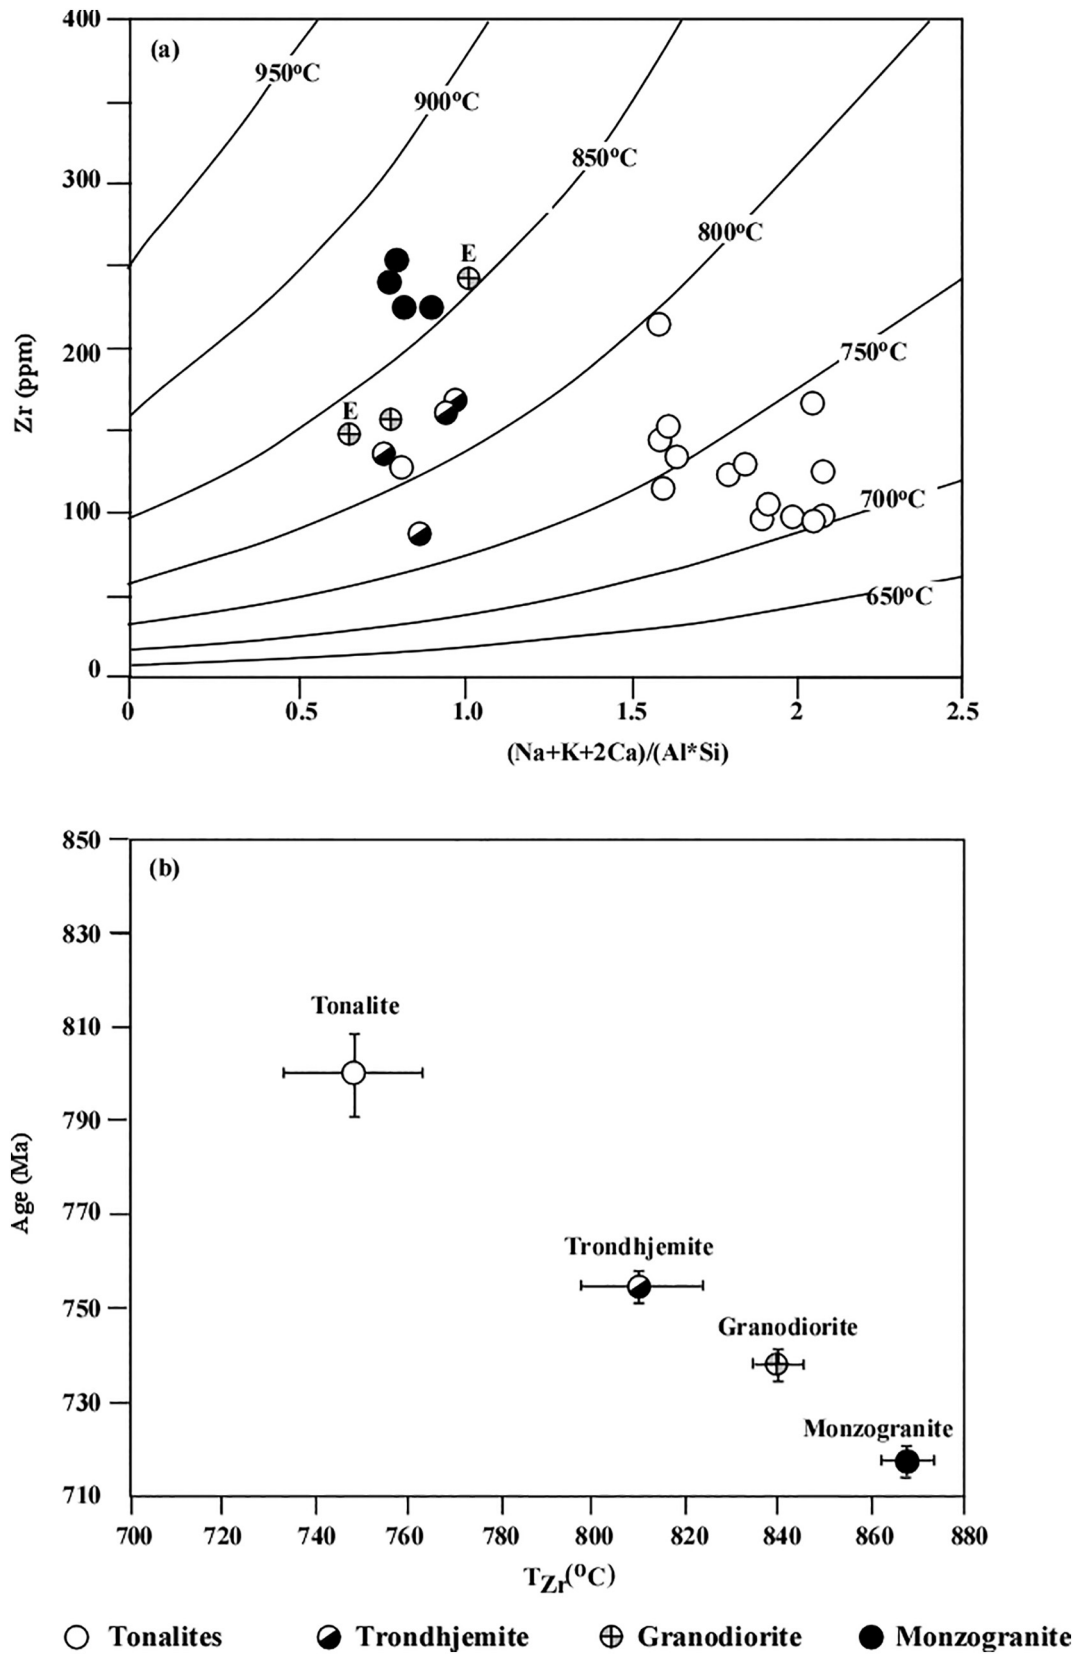 400
(a)
950°C
900°C
850°C
300
800°C
E
200
750°C
E
100
700°C
650°C
0
Zr (ppm)
0 0.5 1.0 1.5 2 2.5
(Na+K+2Ca)/(Al*Si)
850
(b)
830
Tonalite
810
790
770
Trondhjemite
750
Granodiorite
730
Monzogranite
710
Age (Ma)
700 720 740 760 780 800 820 840 860 880
TZr(°C)
Tonalites Trondhjemite Granodiorite Monzogranite